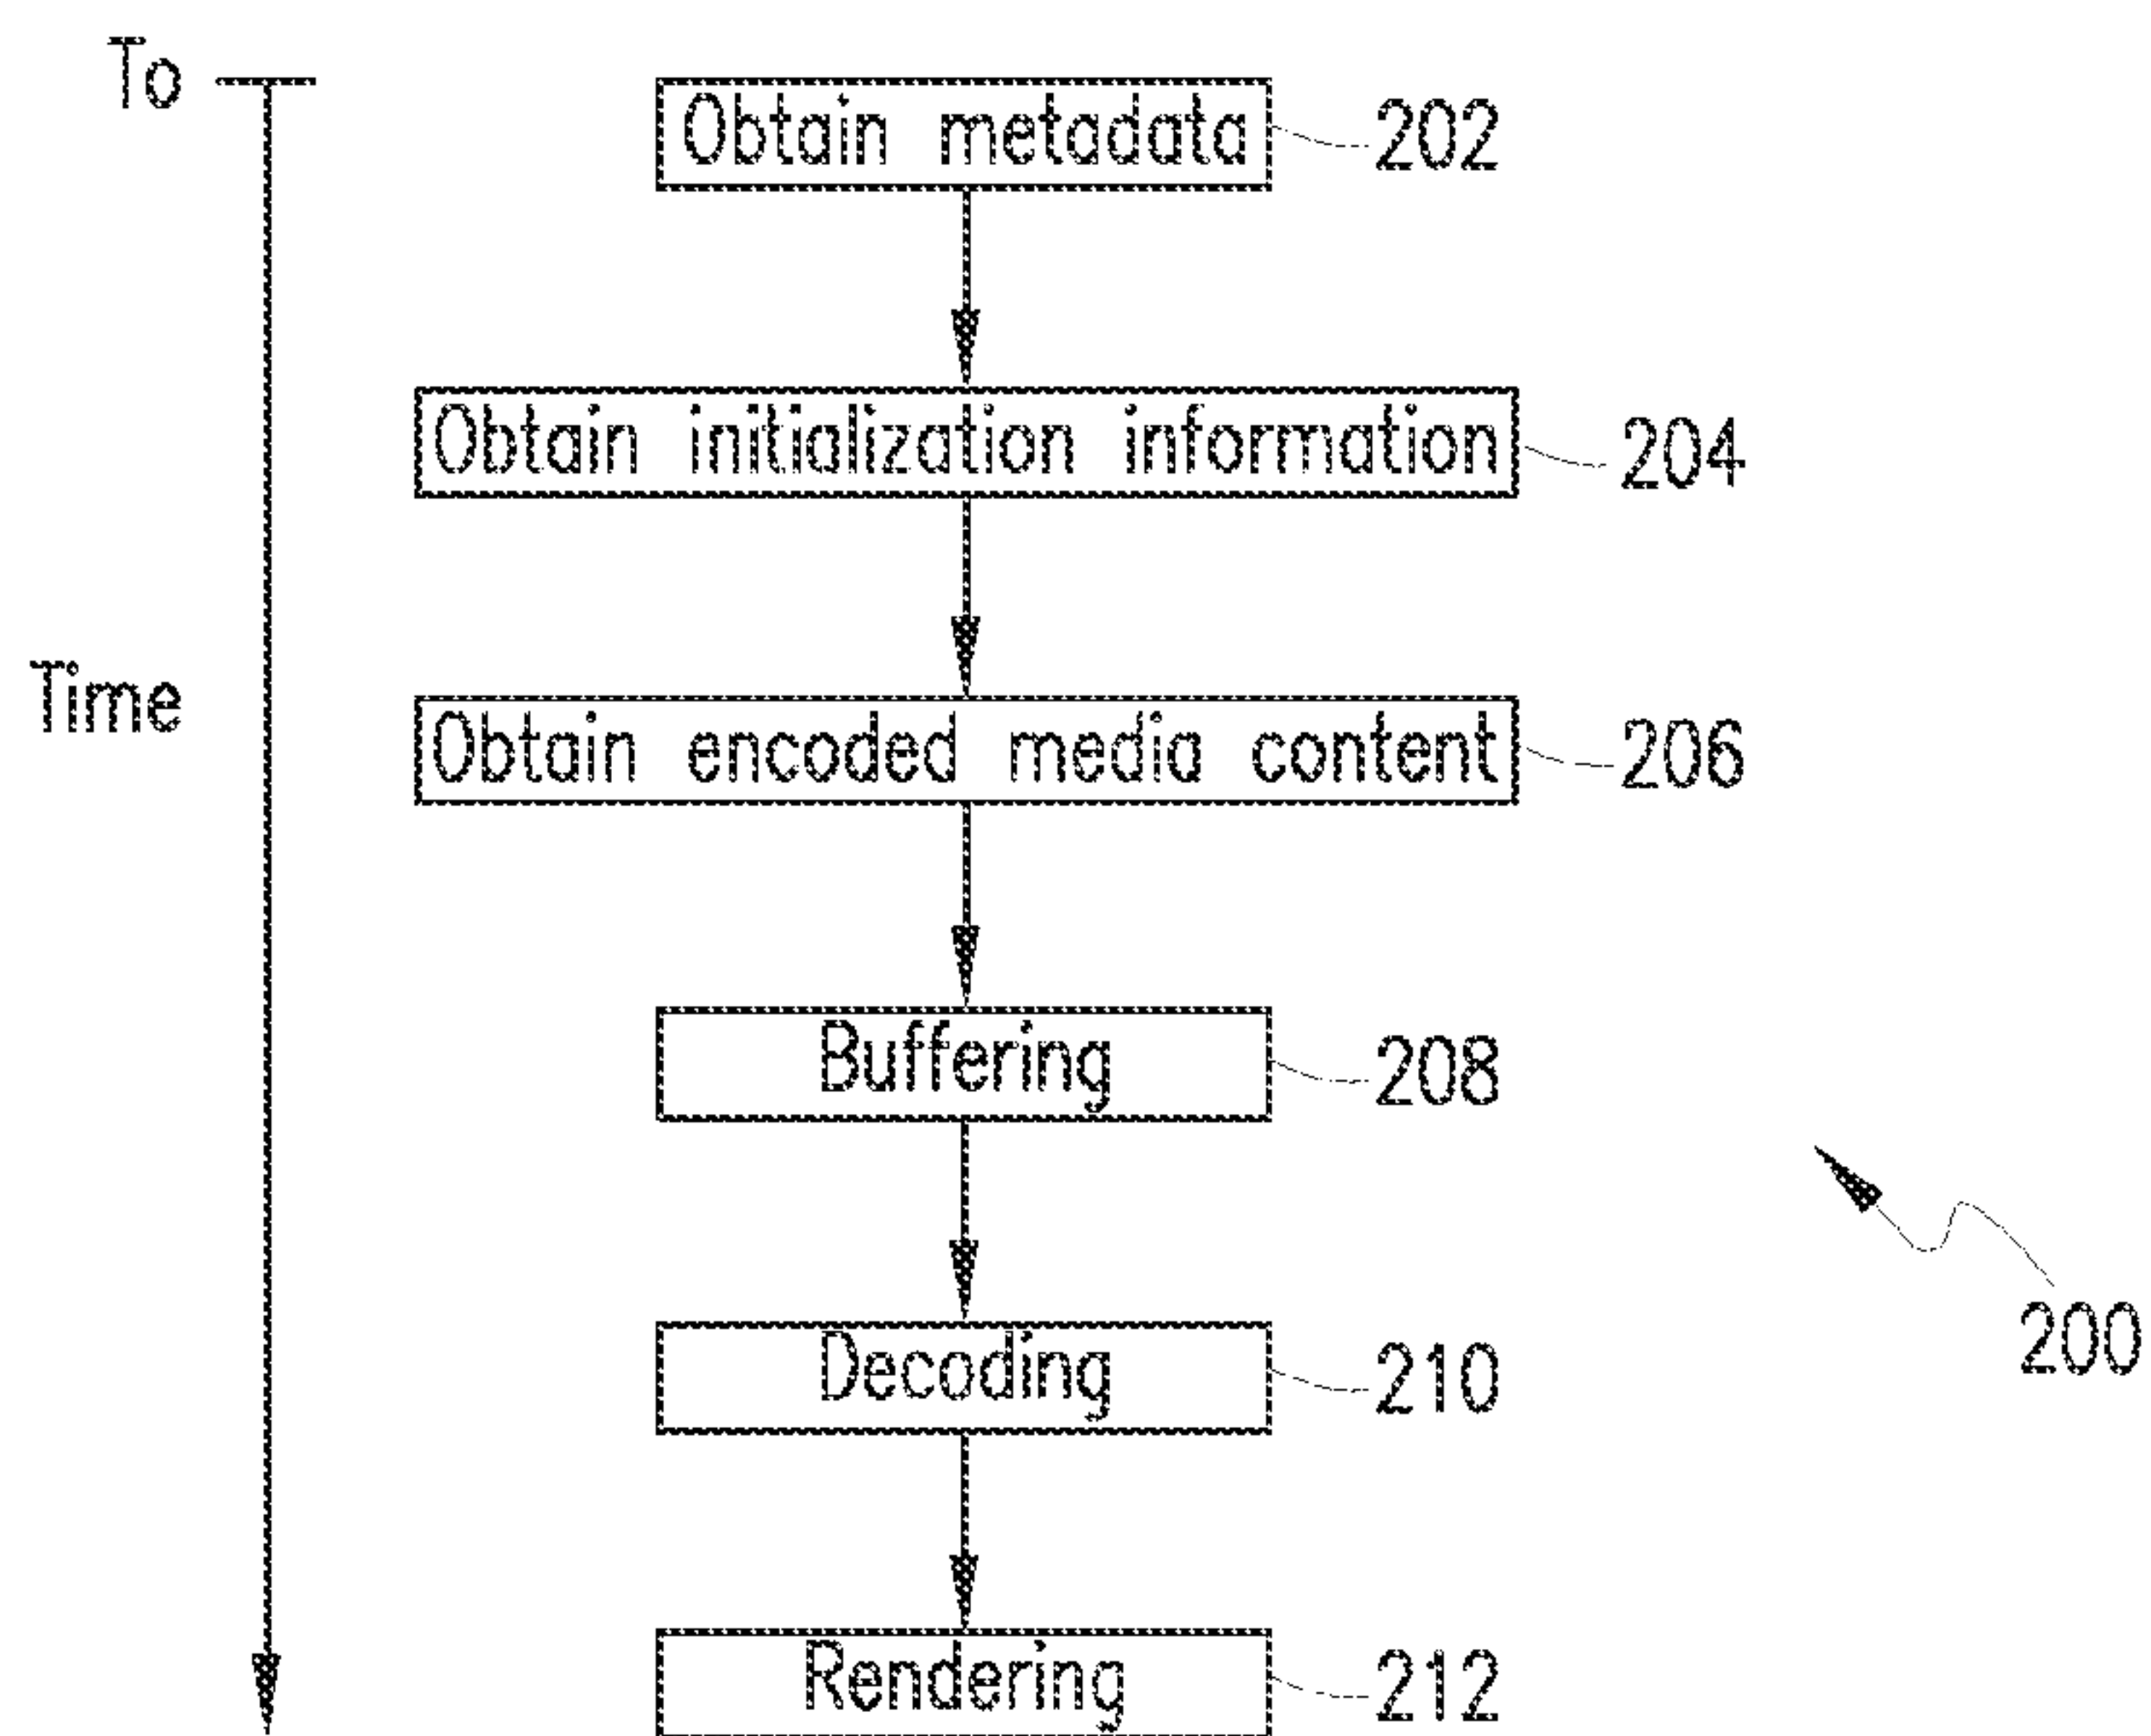 To
Obtain metadata
202
Obtain initialization information
204
Time
Obtain encoded media content
206
Buffering
208
200
Decoding
210
Rendering
212